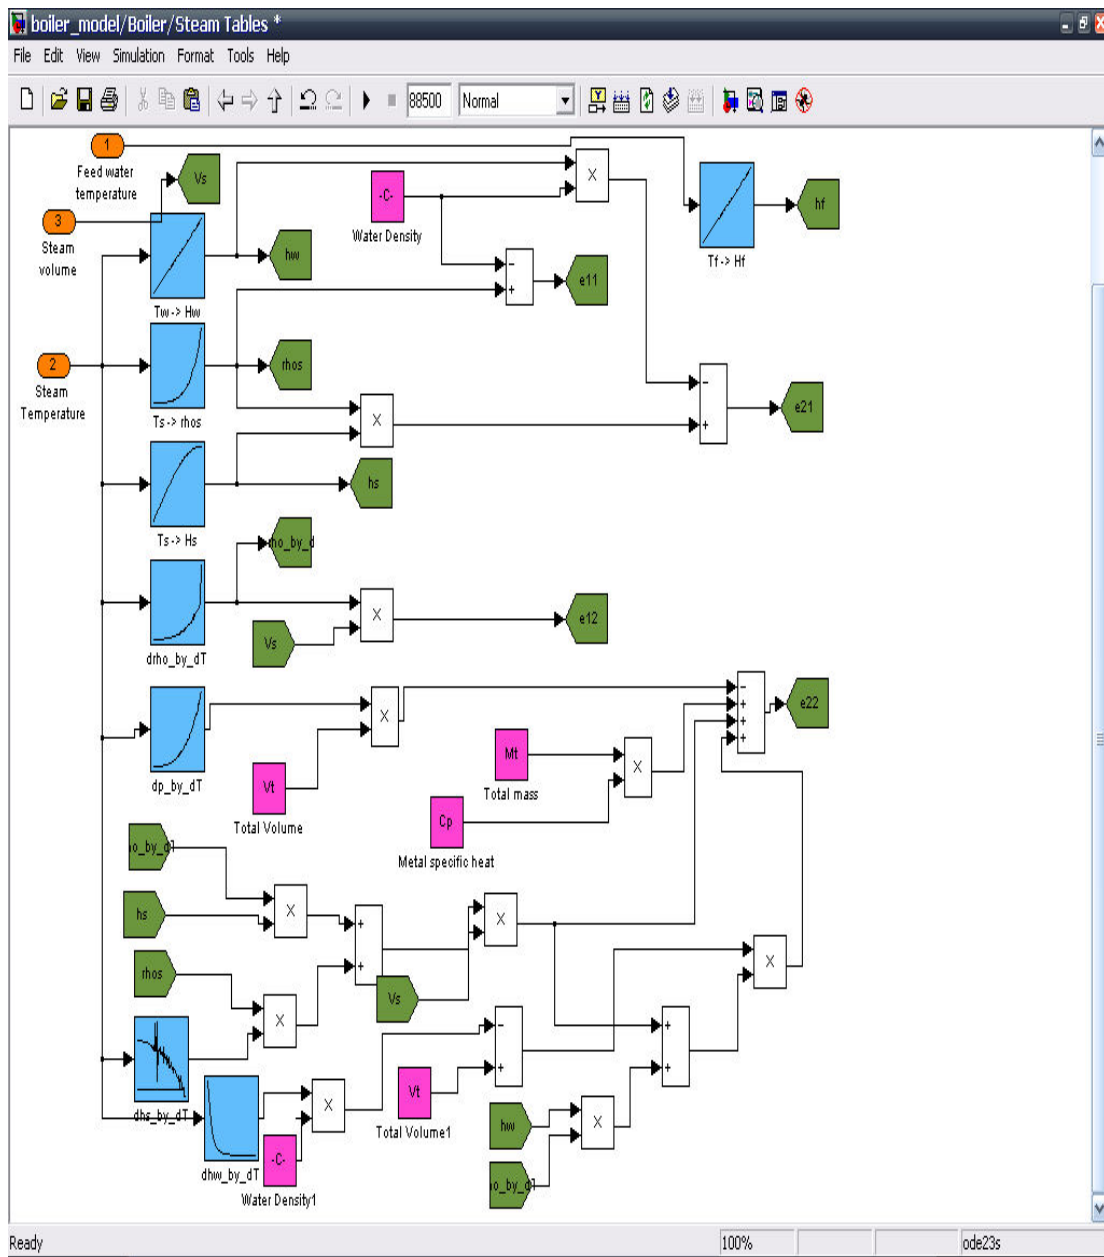 boiler_model/Boiler/Steam Tables *
File Edit View Simulation Format Tools Help
88500 Normal
1
Feed water
temperature
Vs
3
Steam
volume
-C-
Water Density
X
Tf-> Hf
hf
Tw-> Hw
hw
-
+
e11
2
Steam
Temperature
Ts-> rhos
rhos
X
-
+
e21
Ts-> Hs
hs
ho_by_d
drho_by_dT
Vs
X
e12
dp_by_dT
X
Vt
Total Volume
Mt
Total mass
X
Cp
Metal specific heat
-
+
+
+
e22
no_by_dT
hs
X
rhos
X
+
+
Vs
X
X
dhs_by_dT
dhw_by_dT
X
-C-
Water Density1
-
+
Vt
Total Volume1
+
+
hw
X
no_by_dT
Ready 100% ode23s